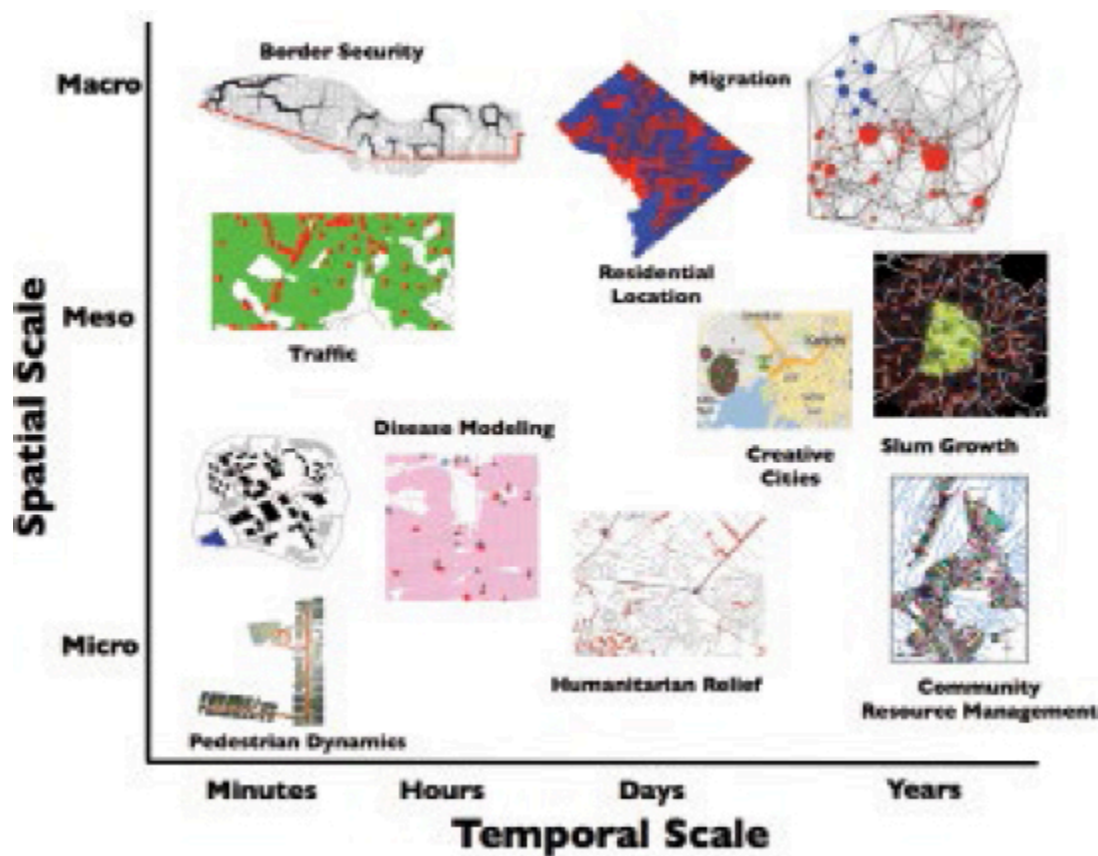 Border Security
Macro
Migration
Residential
Location
Meso
Traffic
Spatial Scale
Disease Modeling
Creative
Cities
Slum Growth
Micro
Humanitarian Relief
Community
Resource Management
Pedestrian Dynamics
Minutes
Hours
Days
Years
Temporal Scale